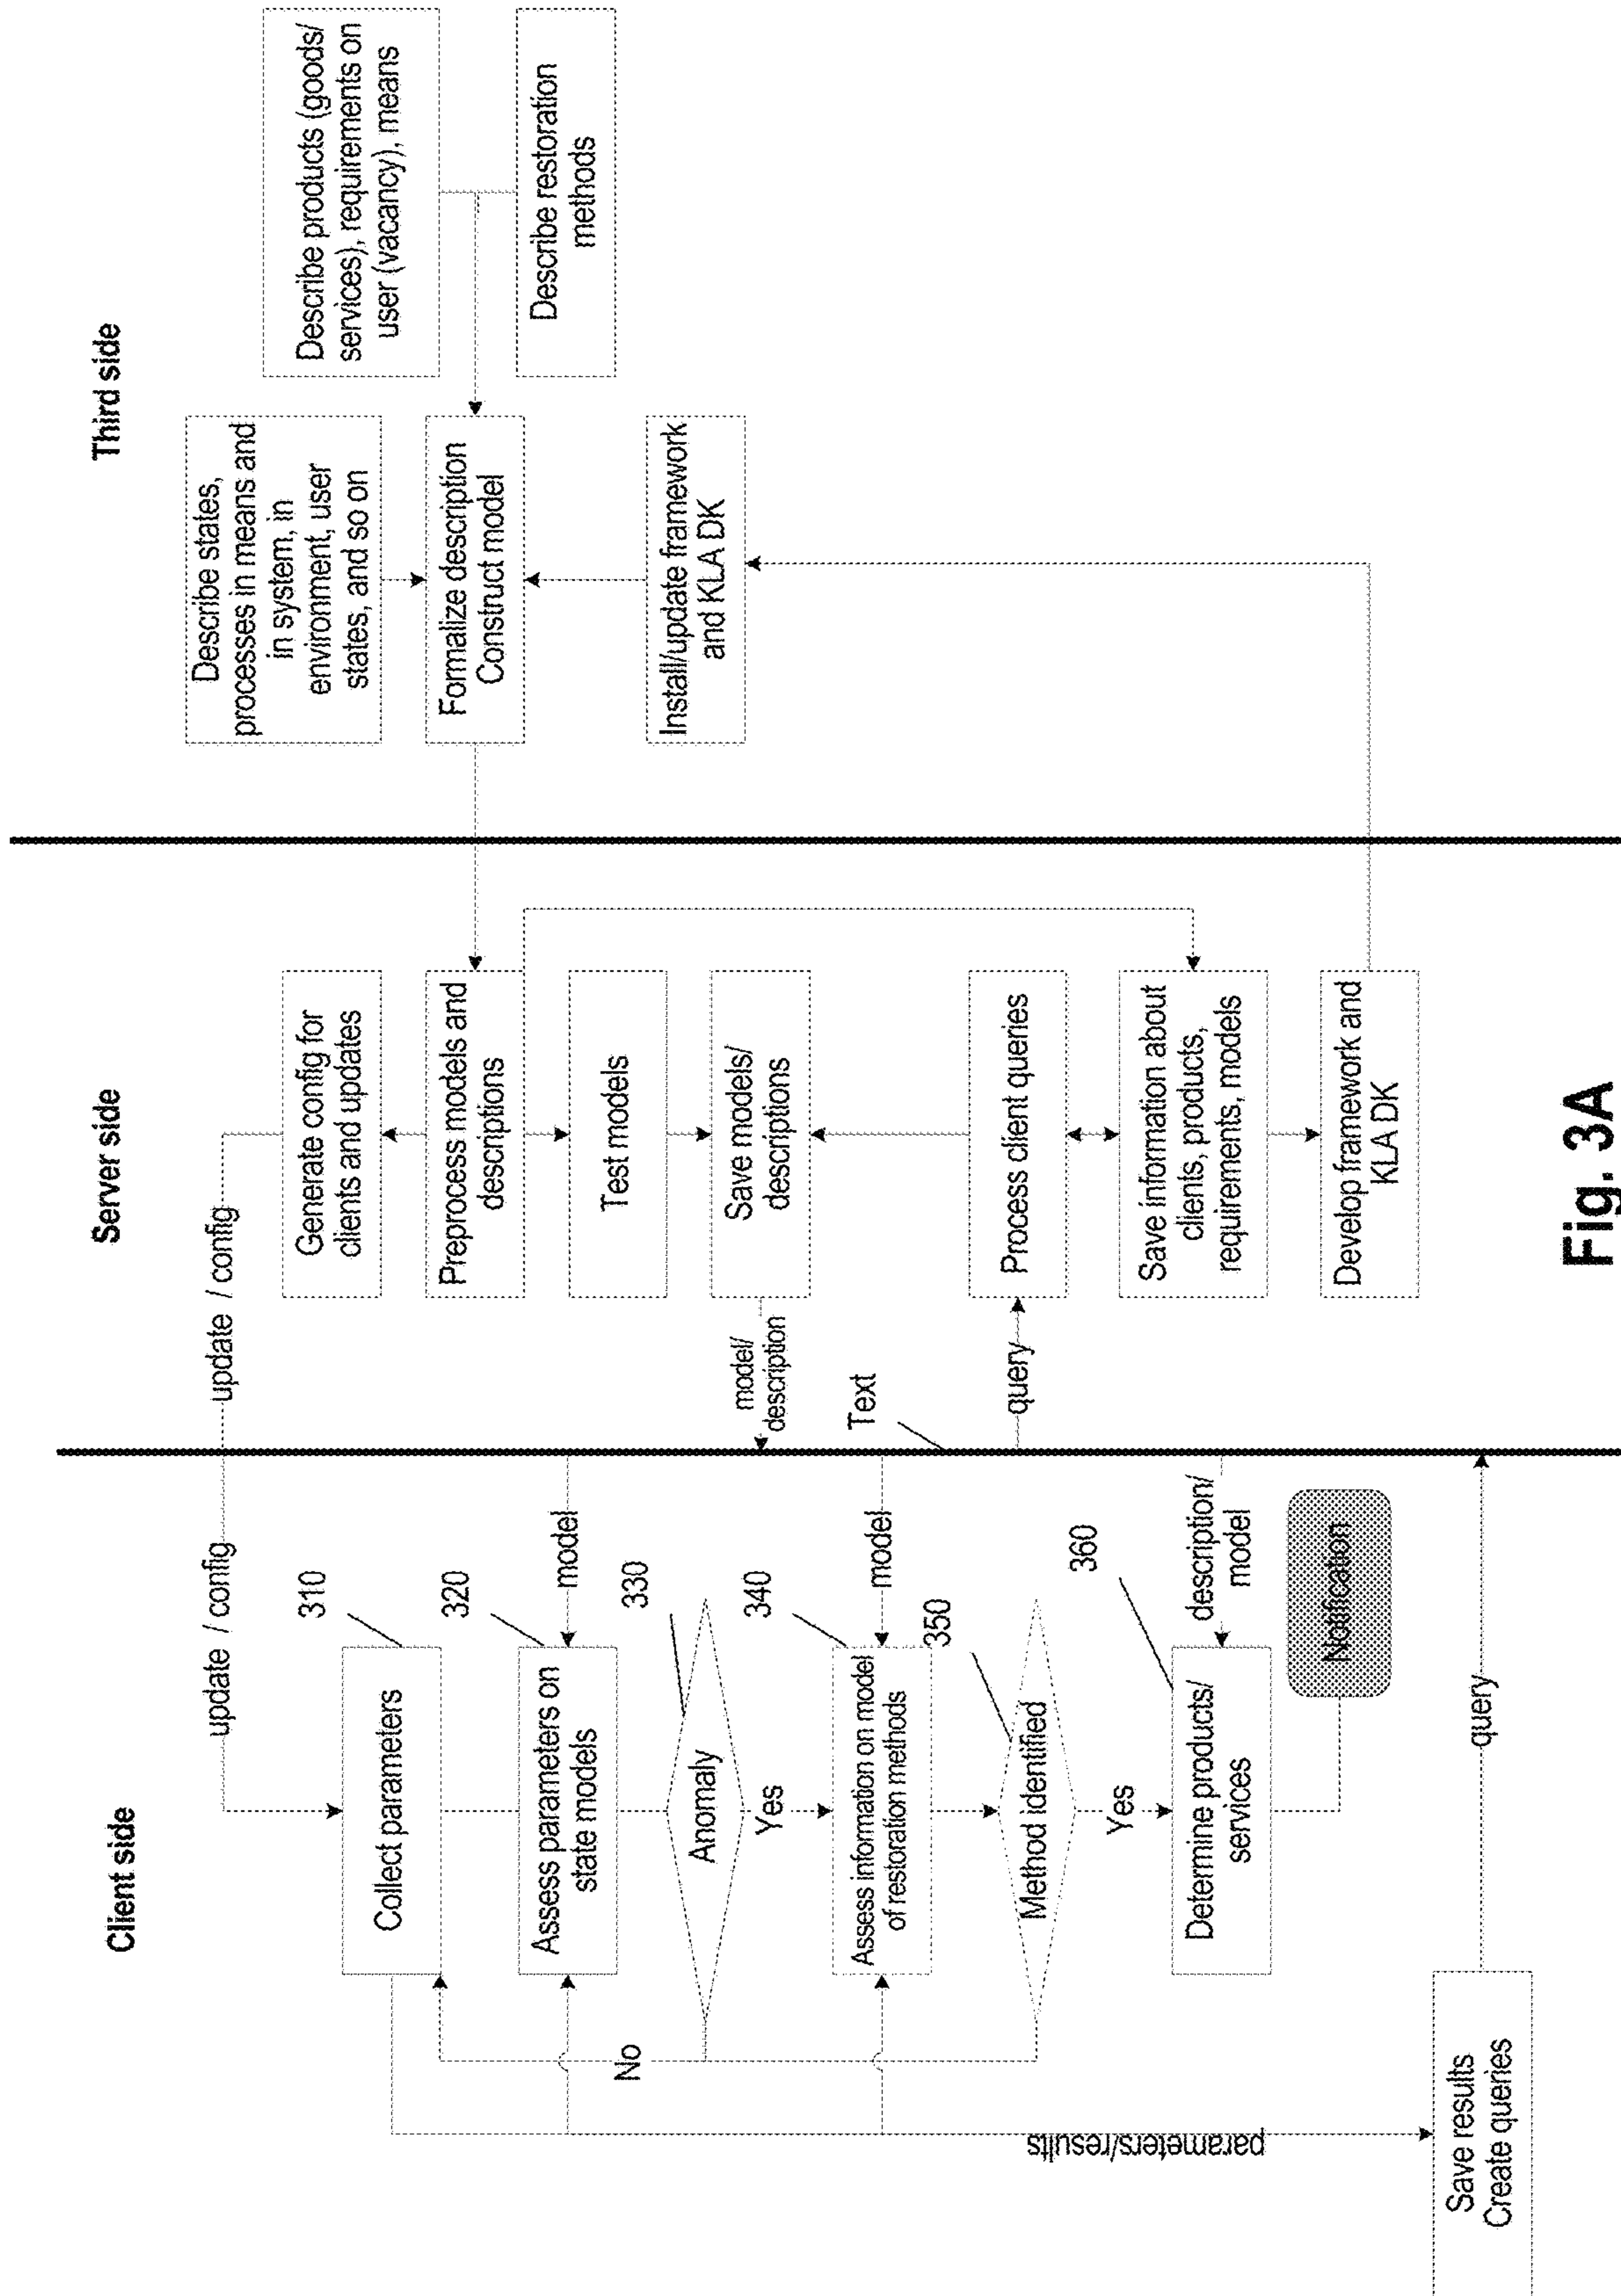 Client side
update / config
310
Collect parameters
320
model
Assess parameters on
state models
330
Anomaly
No
Yes
340
model
Assess information on model
of restoration methods
350
Method identified
Yes
360
description/
model
Determine products/
services
Notification
parameters/results
query
Save results
Create queries
Server side
update / config
Generate config for
clients and updates
Preprocess models and
descriptions
Test models
Save models/
descriptions
model/
description
Text
query
Process client queries
Save information about
clients, products,
requirements, models
Develop framework and
KLA DK
Third side
Describe states,
processes in means and
in system, in
environment, user
states, and so on
Describe products (goods/
services), requirements on
user (vacancy), means
Formalize description
Construct model
Describe restoration
methods
Install/update framework
and KLA DK
Fig. 3A